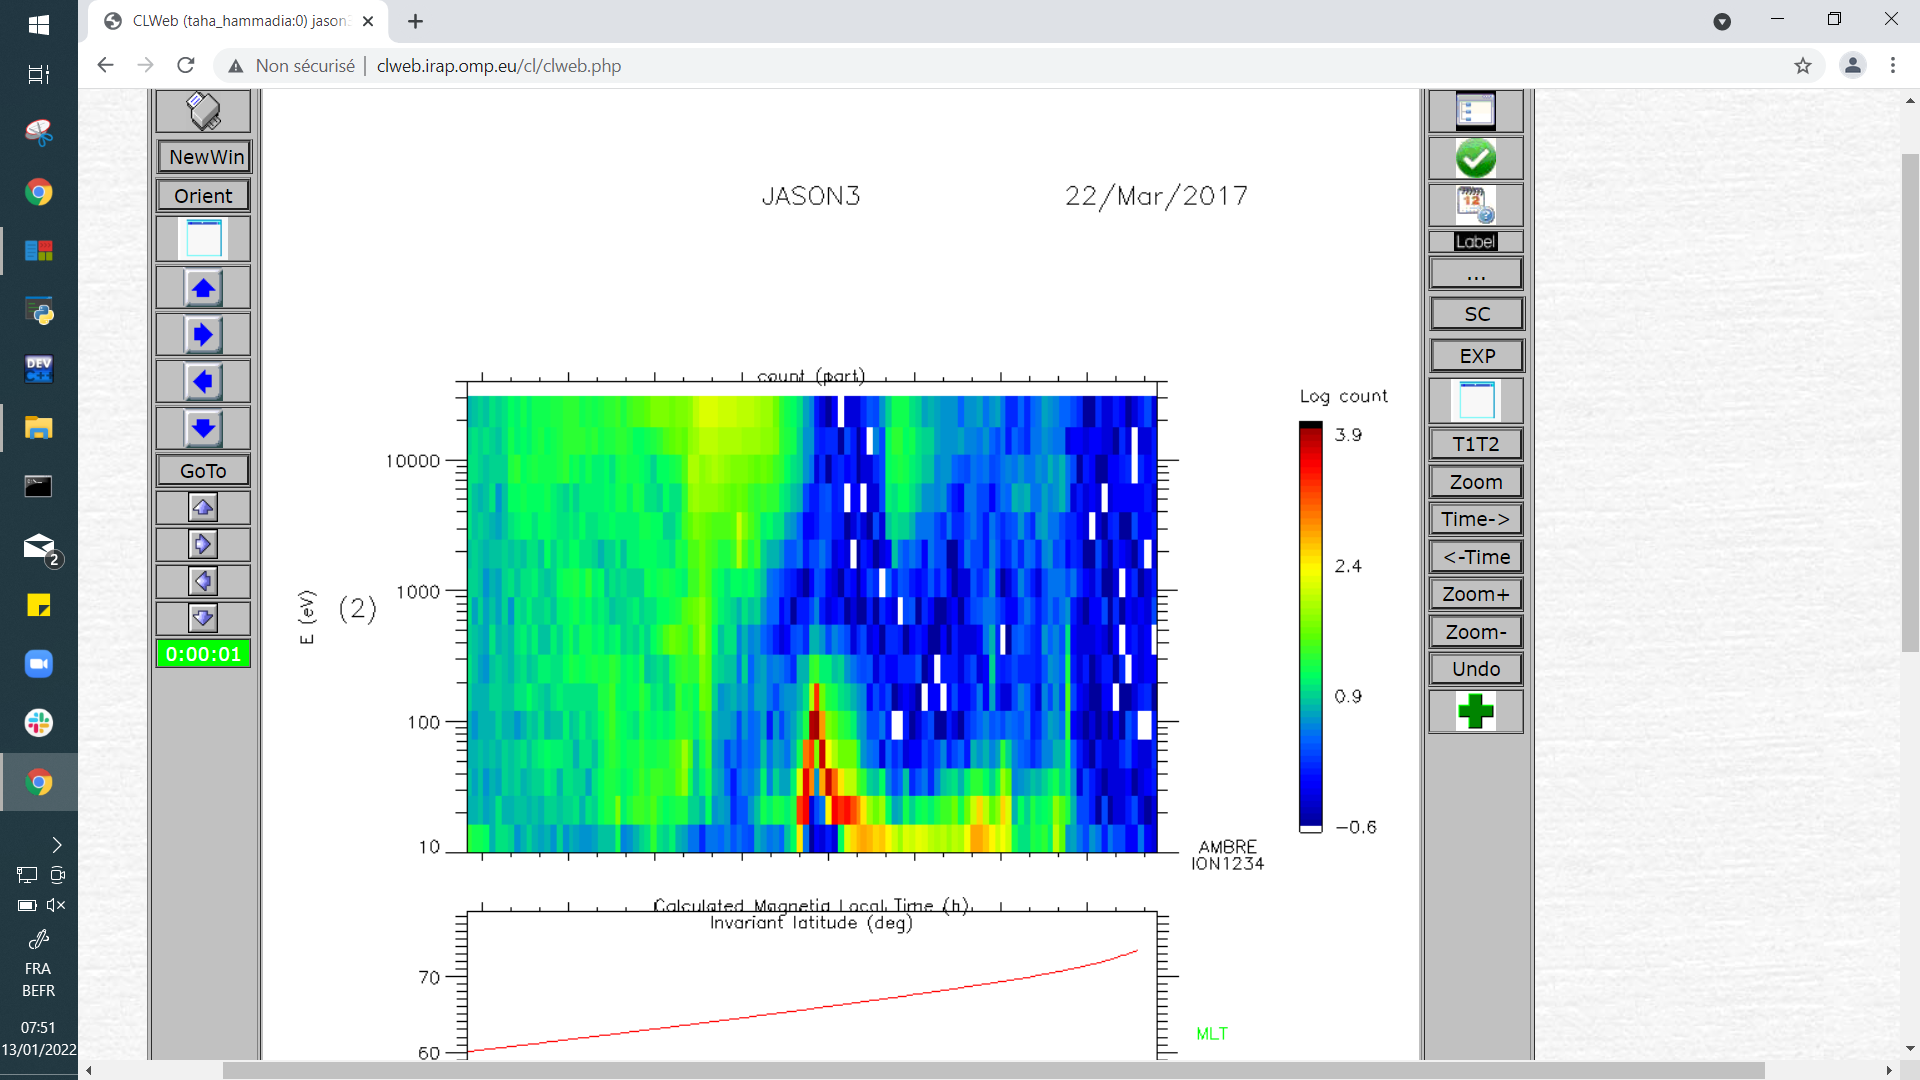 CLWeb (taha_hammadia:0) jason3
Non sécurisé | clweb.irap.omp.eu/cl/clweb.php
NewWin
Orient
GoTo
0:00:01
JASON3 22/Mar/2017
count (part)
10000
1000
100
10
E (eV)
(2)
Log count
3.9
2.4
0.9
−0.6
AMBRE
ION1234
Calculated Magnetic Local Time (h)
Invariant latitude (deg)
70
60
MLT
12
Label
...
SC
EXP
T1T2
Zoom
Time->
<-Time
Zoom+
Zoom-
Undo
DEV
C++
2
FRA
BEFR
07:51
13/01/2022